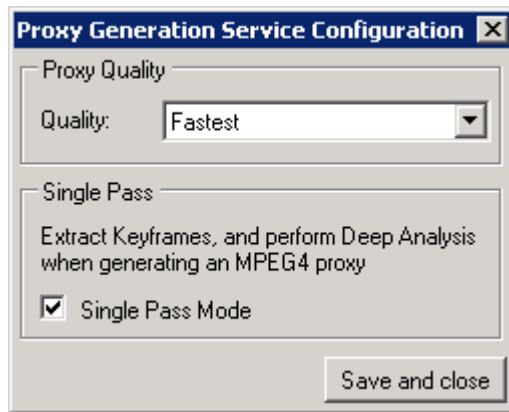 Proxy Generation Service Configuration
Proxy Quality
Quality: Fastest
Single Pass
Extract Keyframes, and perform Deep Analysis
when generating an MPEG4 proxy
Single Pass Mode
Save and close